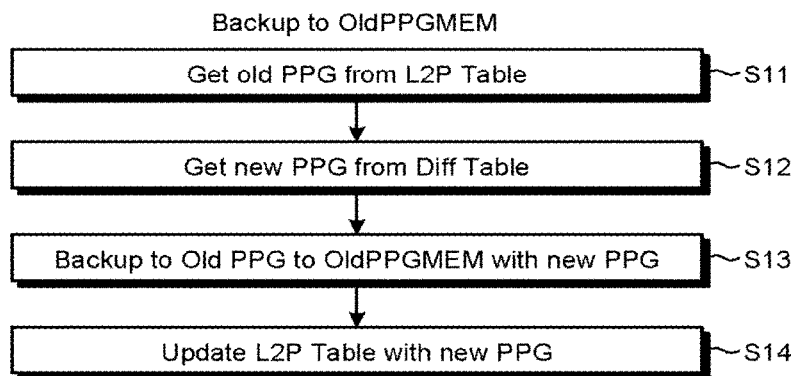 Backup to OldPPGMEM
Get old PPG from L2P Table
S11
Get new PPG from Diff Table
S12
Backup to Old PPG to OldPPGMEM with new PPG
S13
Update L2P Table with new PPG
S14